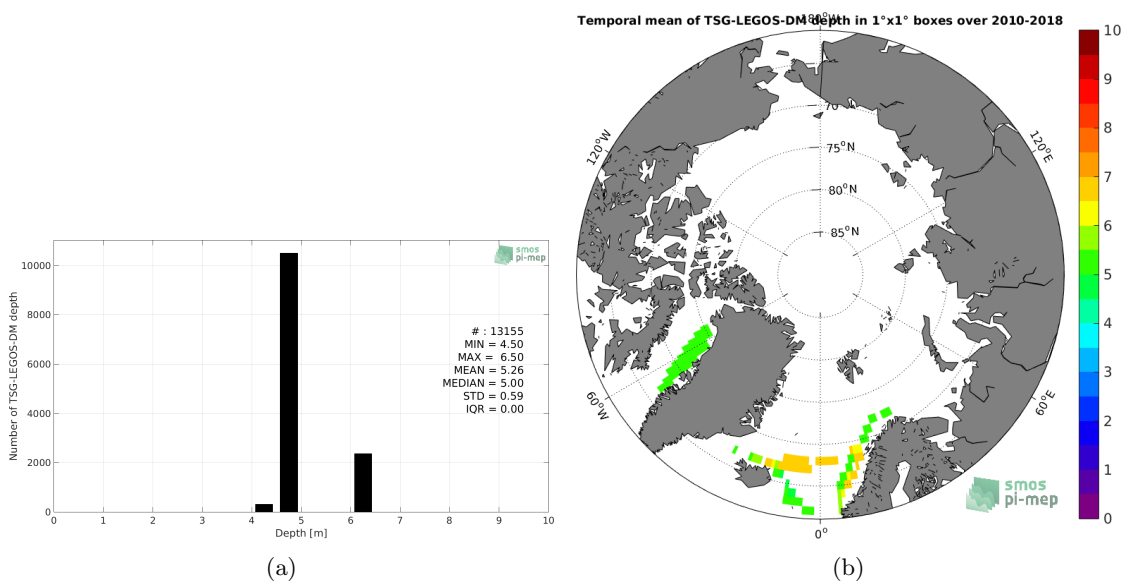 Temporal mean of TSG-LEGOS-DM depth in 1°x1° boxes over 2010-2018
180°W
120°W
120°E
60°W
60°E
0°
70
75°N
80°N
85°N
10
9
8
7
6
5
4
3
2
1
0
smos
pi-mep
smos
pi-mep
Number of TSG-LEGOS-DM depth
10000
8000
6000
4000
2000
0
# : 13155
MIN = 4.50
MAX = 6.50
MEAN = 5.26
MEDIAN = 5.00
STD = 0.59
IQR = 0.00
0 1 2 3 4 5 6 7 8 9 10
Depth [m]
(a)
(b)